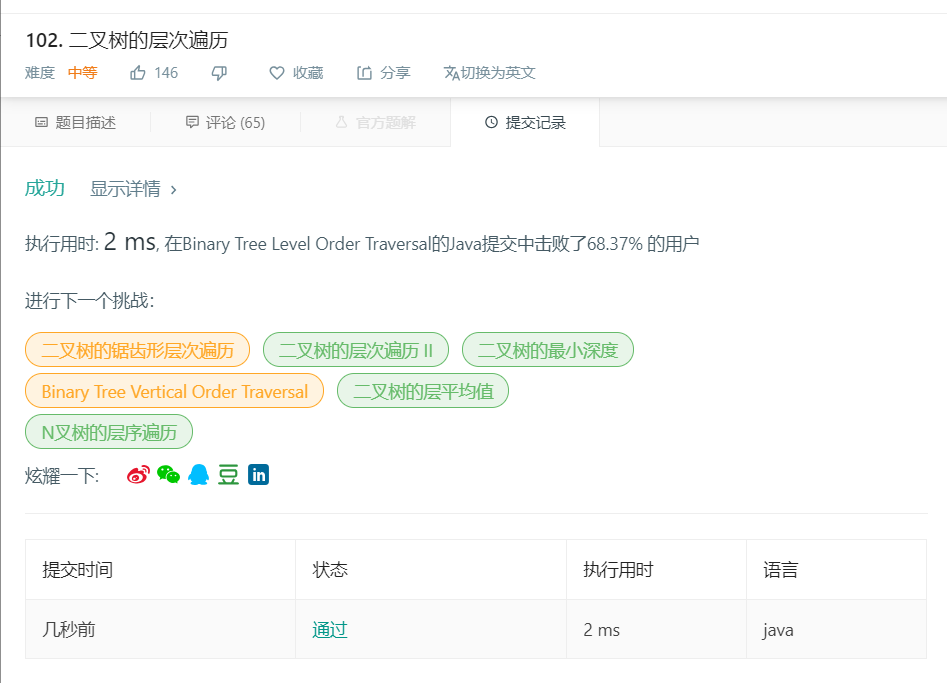 102. 二叉树的层次遍历
难度 中等 146 收藏 分享 切换为英文
题目描述 评论 (65) 官方题解 提交记录
成功 显示详情 ›
执行用时: 2 ms, 在Binary Tree Level Order Traversal的Java提交中击败了68.37% 的用户
进行下一个挑战：
二叉树的锯齿形层次遍历 二叉树的层次遍历 II 二叉树的最小深度
Binary Tree Vertical Order Traversal 二叉树的层平均值
N叉树的层序遍历
炫耀一下: 豆 in
提交时间 状态 执行用时 语言
几秒前 通过 2 ms java